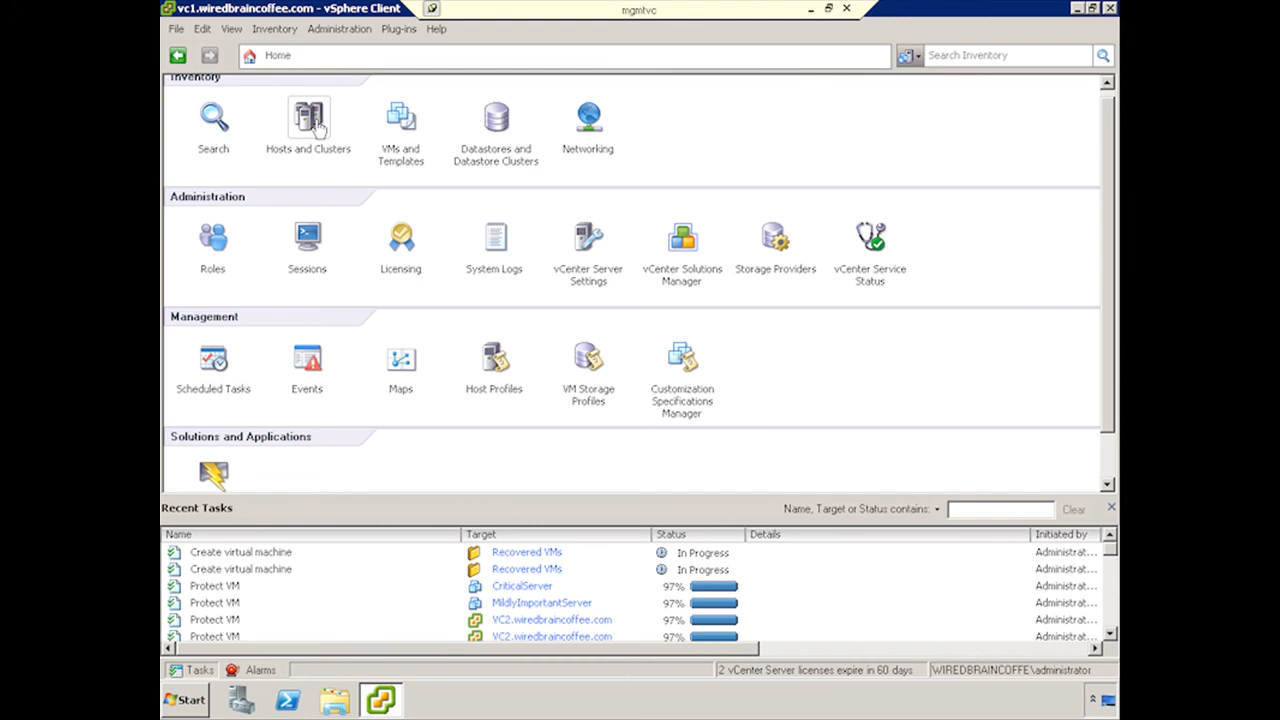 vc1.wiredbraincoffee.com - vSphere Client
mgmtvc
File Edit View Inventory Administration Plug-ins Help
Home
Search Inventory
Inventory
Search
Hosts and Clusters
VMs and
Templates
Datastores and
Datastore Clusters
Networking
Administration
Roles
Sessions
Licensing
System Logs
vCenter Server
Settings
vCenter Solutions
Manager
Storage Providers
vCenter Service
Status
Management
Scheduled Tasks
Events
Maps
Host Profiles
VM Storage
Profiles
Customization
Specifications
Manager
Solutions and Applications
Recent Tasks
Name, Target or Status contains:
Clear
Name Target Status Details Initiated by
Create virtual machine Recovered VMs In Progress Administrat...
Create virtual machine Recovered VMs In Progress Administrat...
Protect VM CriticalServer 97% Administrat...
Protect VM MildlyImportantServer 97% Administrat...
Protect VM VC2.wiredbraincoffee.com 97% Administrat...
Protect VM VC2.wiredbraincoffee.com 97% Administrat...
Tasks Alarms 2 vCenter Server licenses expire in 60 days WIREDBRAINCOFFE\administrator
Start